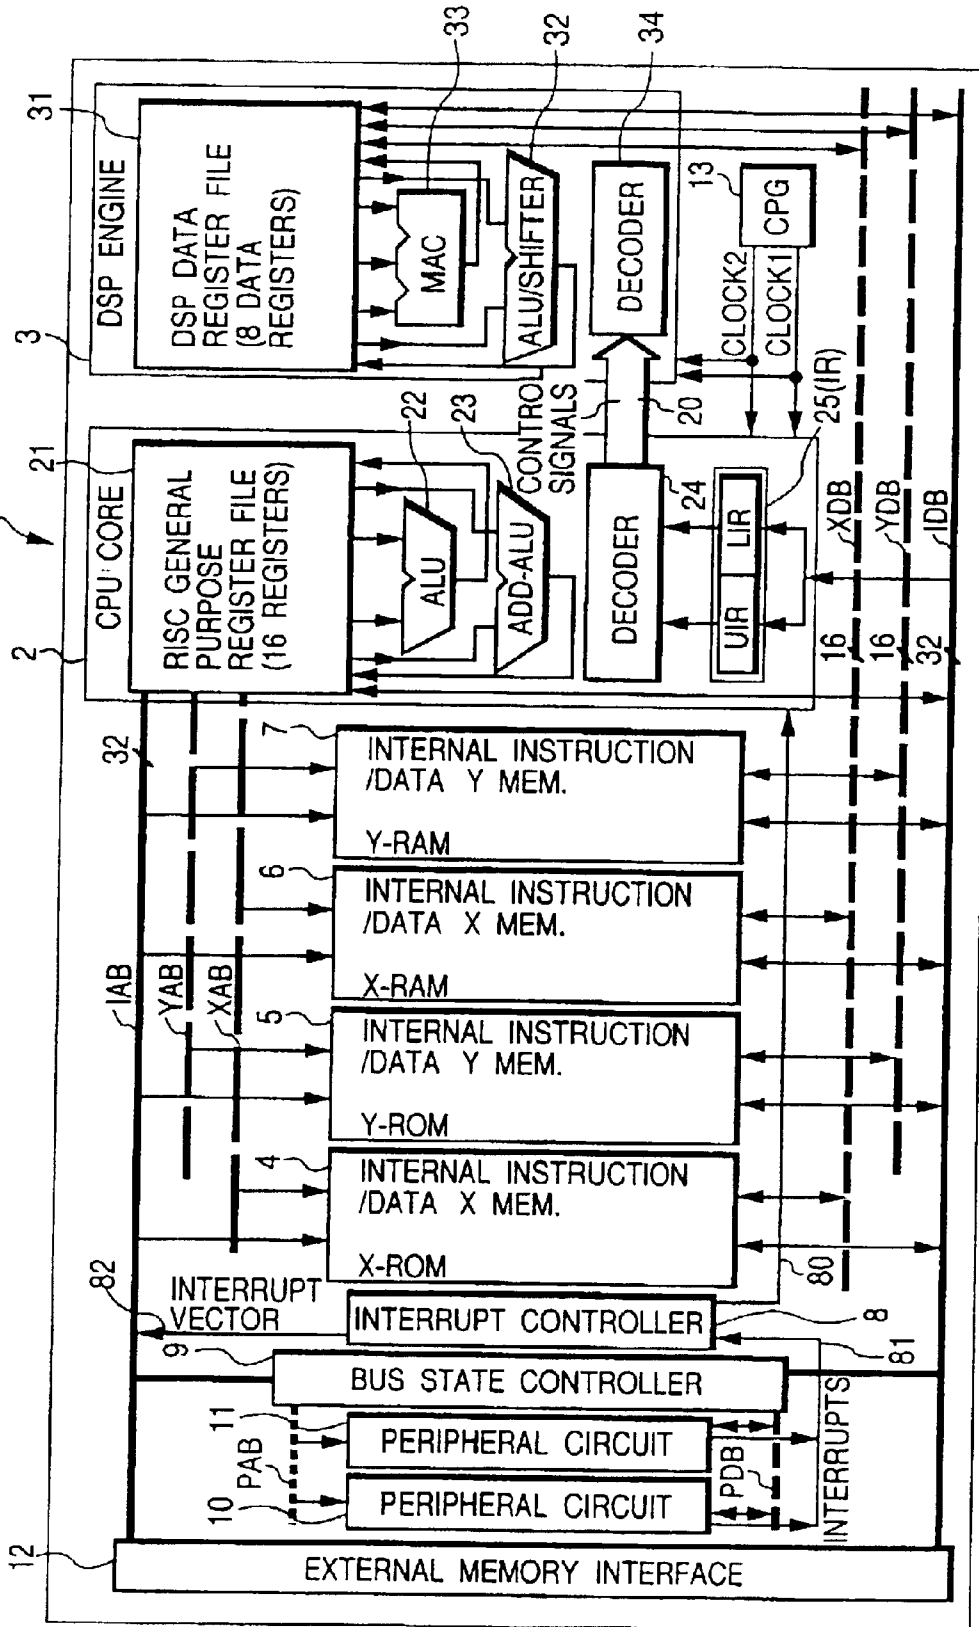 12
EXTERNAL MEMORY INTERFACE
10
PAB
11
PERIPHERAL CIRCUIT
PERIPHERAL CIRCUIT
PDB
INTERRUPTS
9
BUS STATE CONTROLLER
82
INTERRUPT
VECTOR
INTERRUPT CONTROLLER
8
81
80
IAB
YAB
XAB
32
4
INTERNAL INSTRUCTION
/DATA X MEM.
X-ROM
5
INTERNAL INSTRUCTION
/DATA Y MEM.
Y-ROM
6
INTERNAL INSTRUCTION
/DATA X MEM.
X-RAM
7
INTERNAL INSTRUCTION
/DATA Y MEM.
Y-RAM
2
CPU CORE
21
RISC GENERAL
PURPOSE
REGISTER FILE
(16 REGISTERS)
ALU
22
ADD-ALU
23
DECODER
24
UIR
LIR
25(IR)
CONTROL
SIGNALS
20
3
DSP ENGINE
31
DSP DATA
REGISTER FILE
(8 DATA
REGISTERS)
MAC
33
ALU/SHIFTER
32
DECODER
34
CLOCK2
CLOCK1
13
CPG
16
XDB
16
YDB
32
IDB